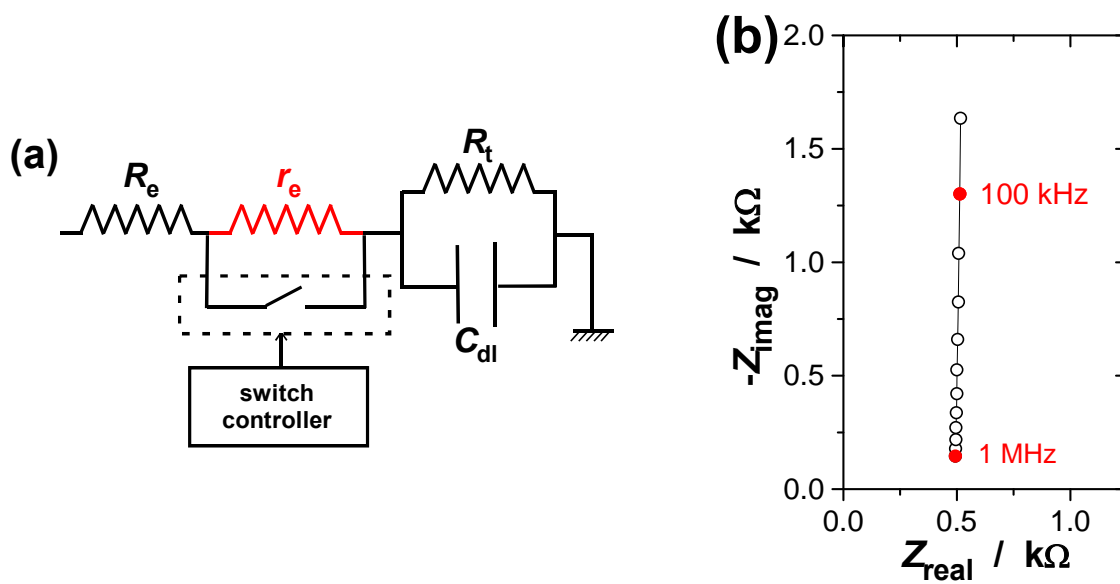 (a)
Re
re
Rt
Cdl
switch
controller
(b)
2.0
1.5
1.0
0.5
0.0
-Zimag / kΩ
100 kHz
1 MHz
0.0 0.5 1.0
Zreal / kΩ